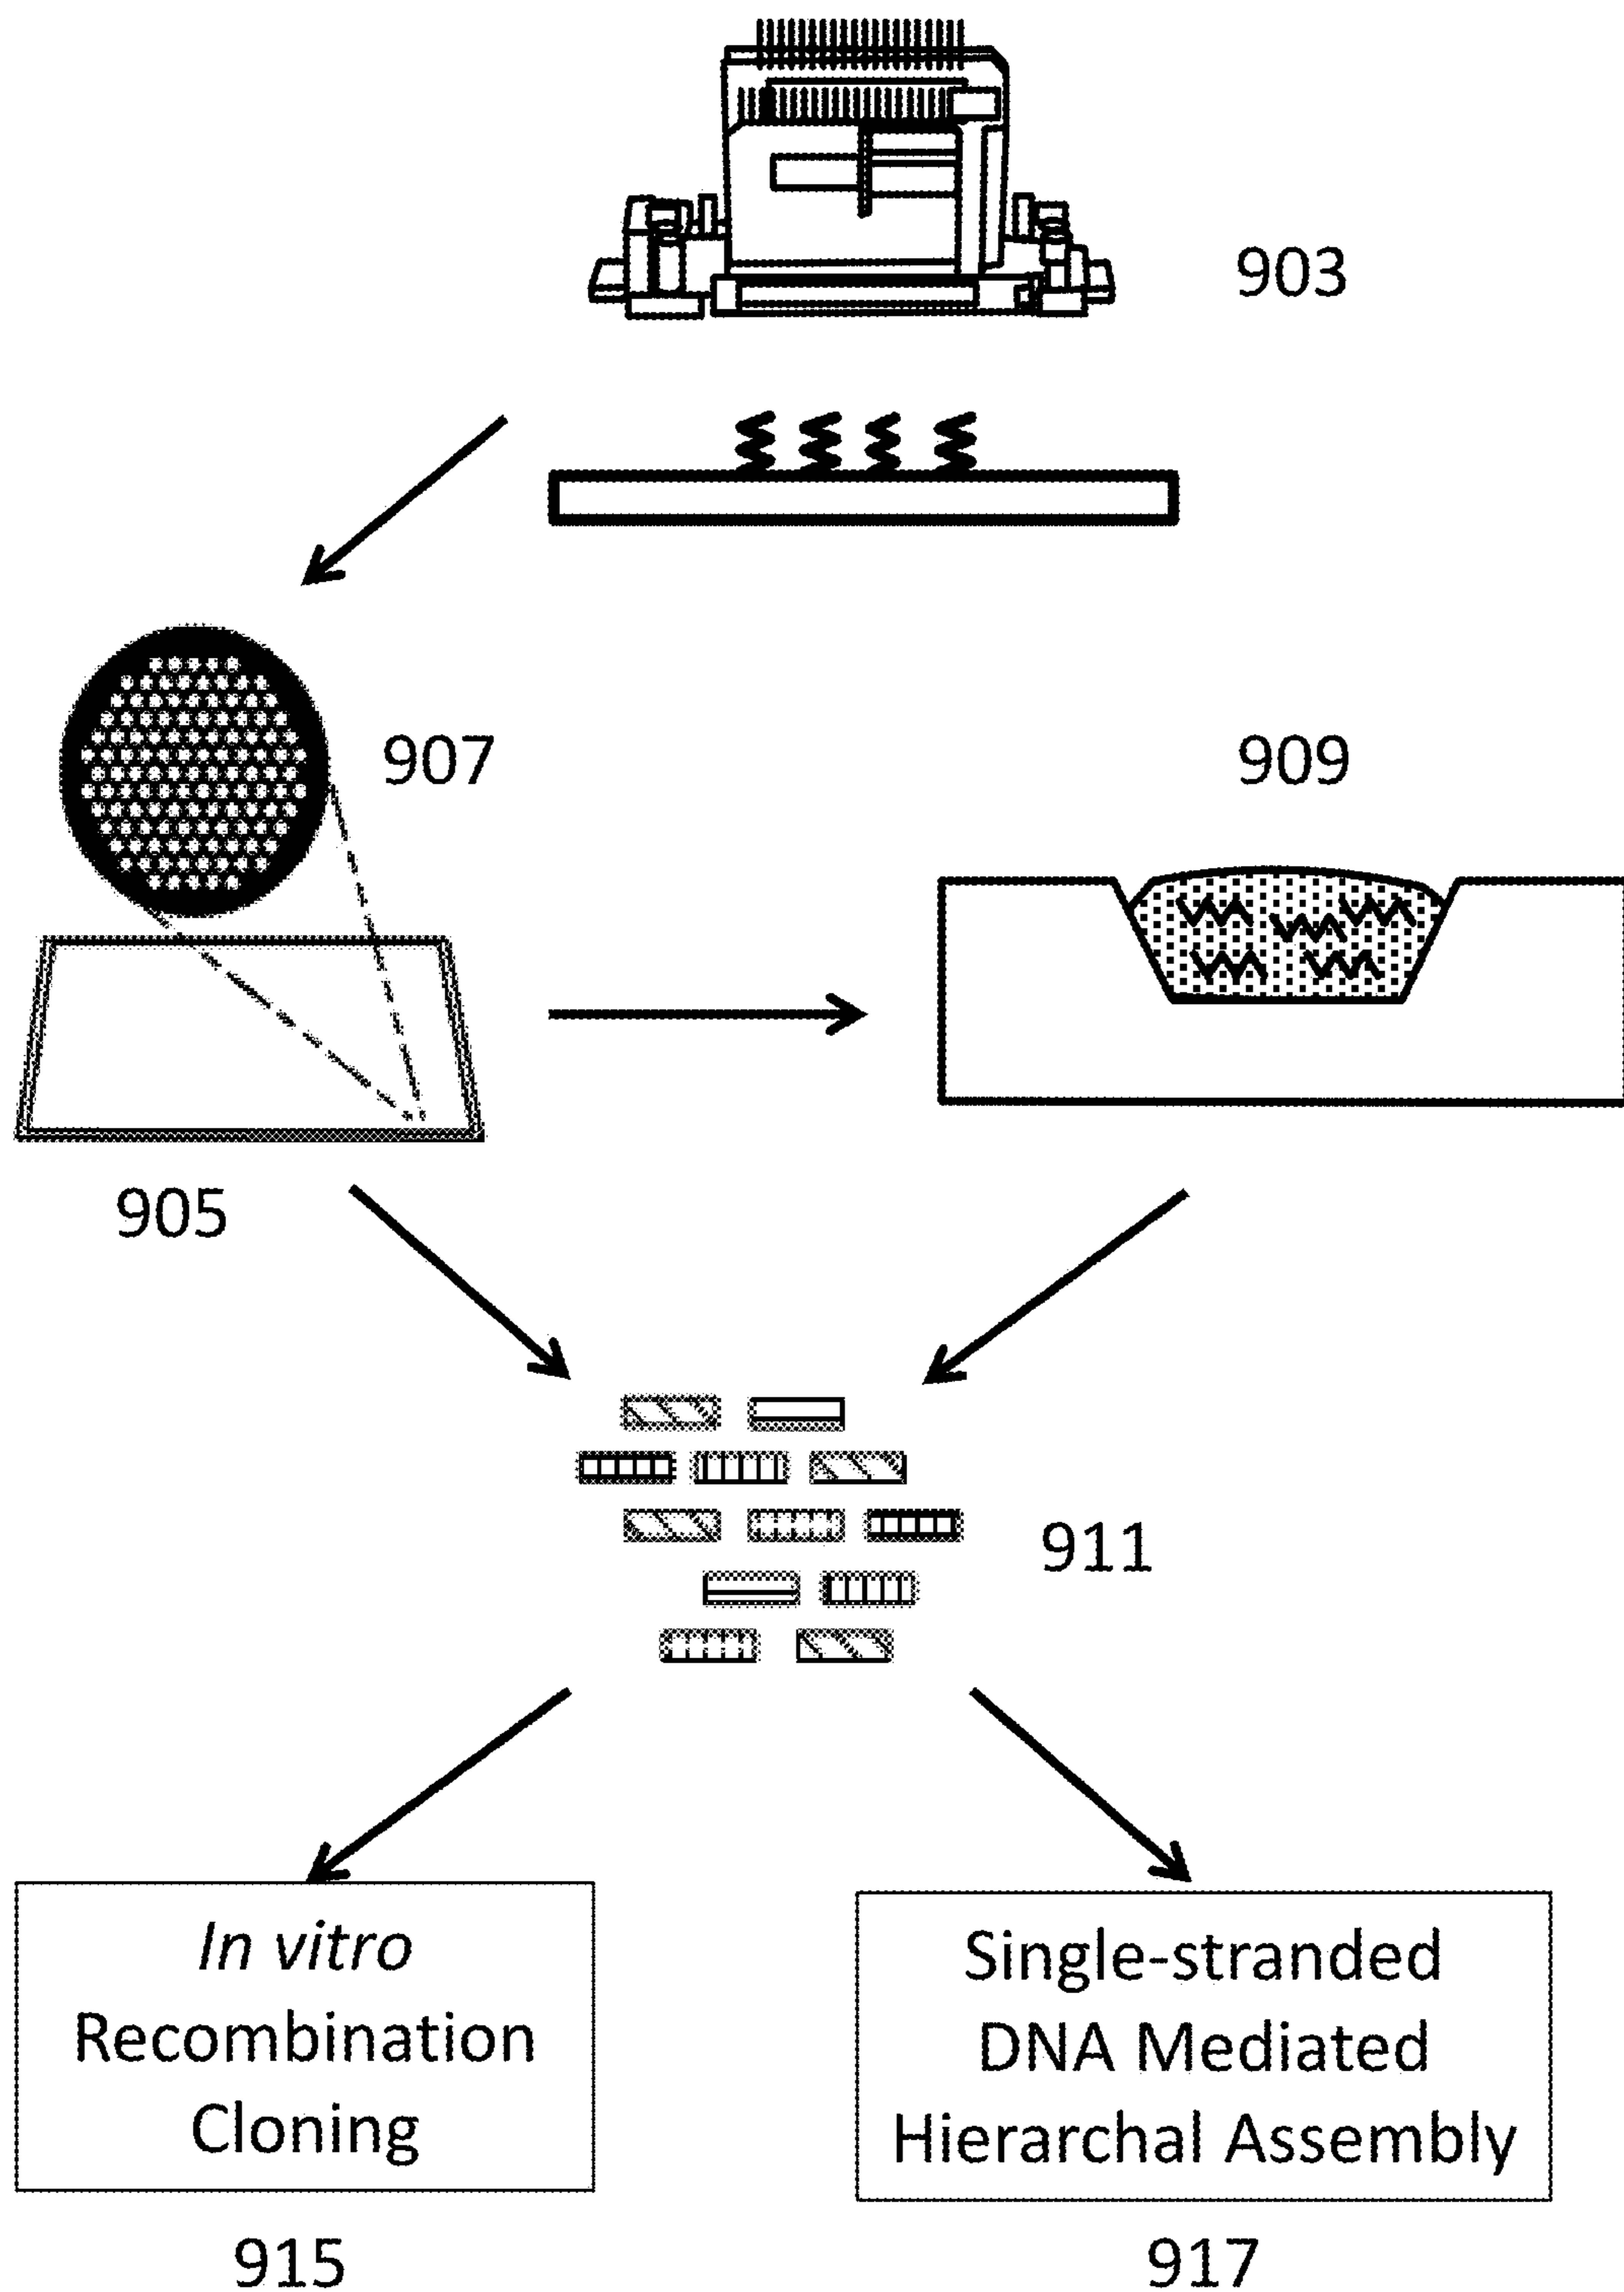 903
907
909
905
911
In vitro
Recombination
Cloning
Single-stranded
DNA Mediated
Hierarchal Assembly
915
917